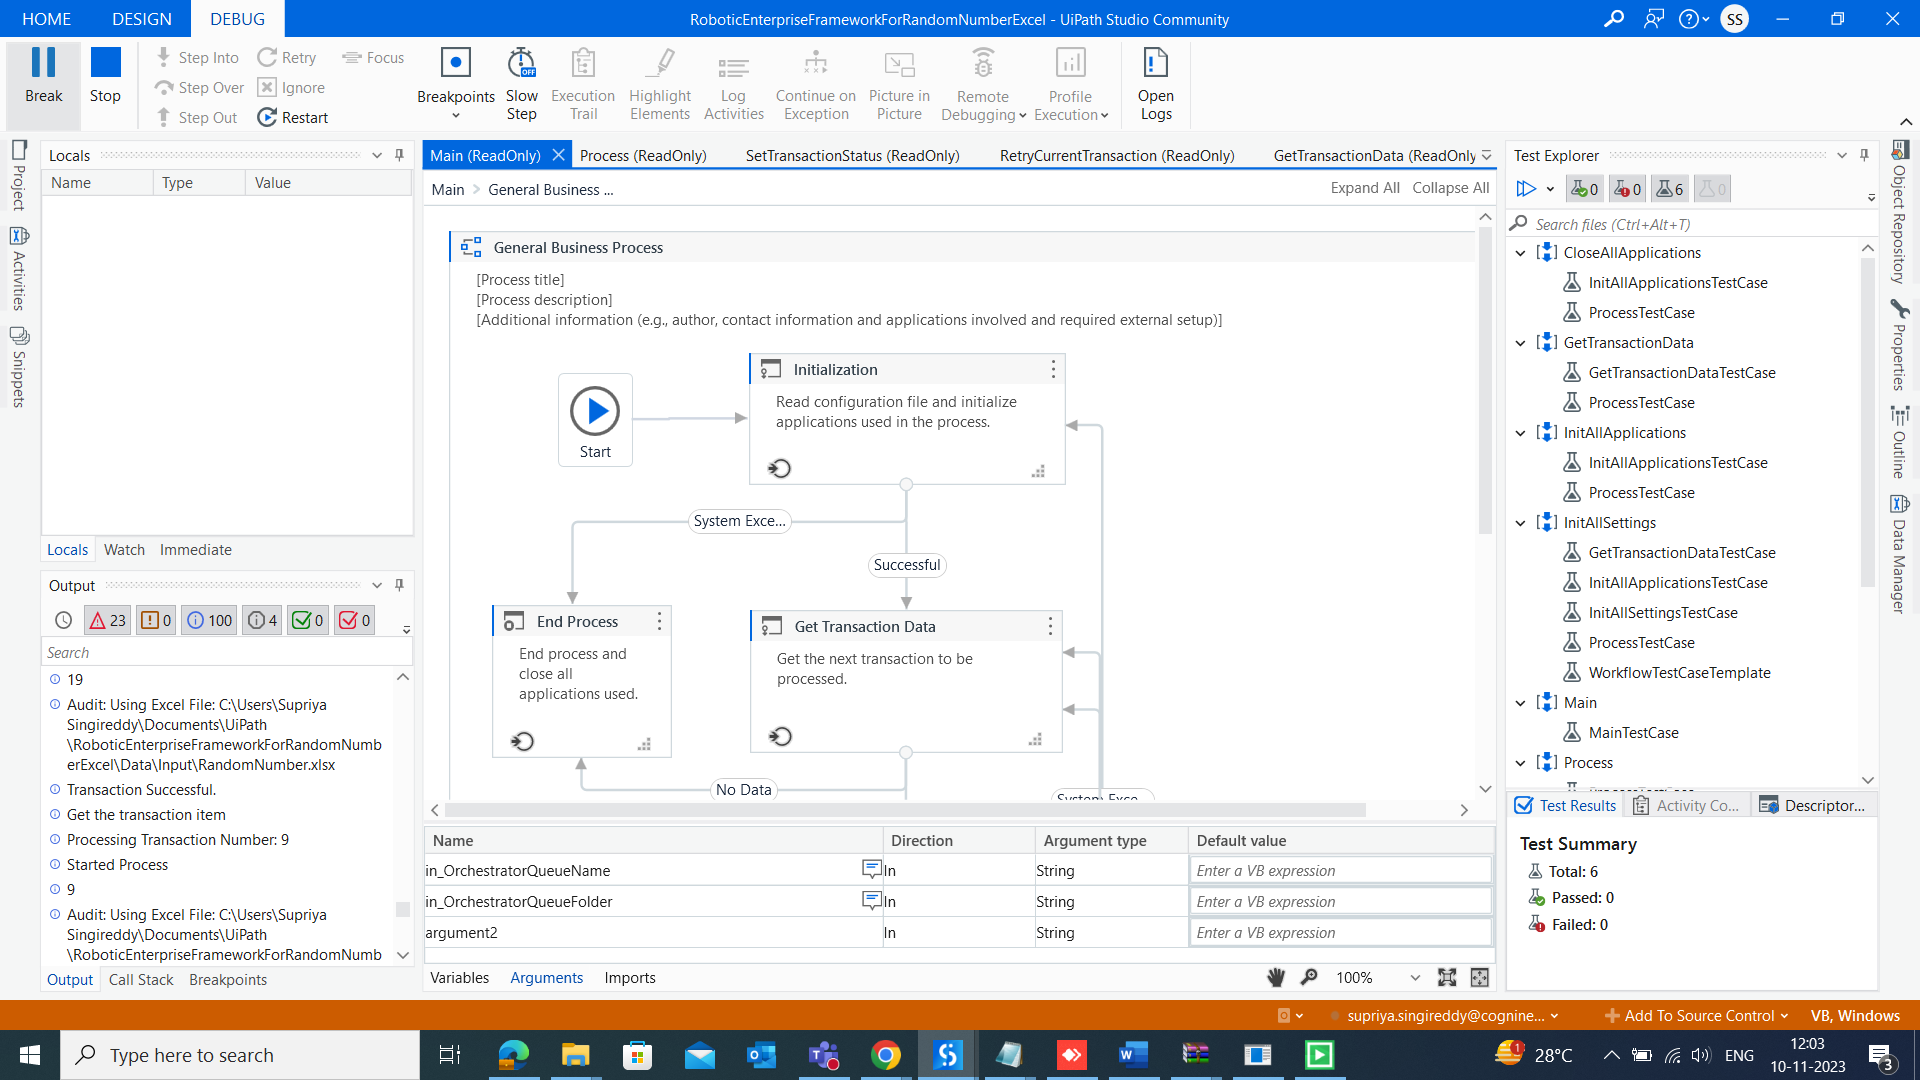 HOME DESIGN DEBUG
RoboticEnterpriseFrameworkForRandomNumberExcel - UiPath Studio Community
SS
Break
Stop
Step Into
Step Over
Step Out
Retry
Ignore
Restart
Focus
Breakpoints
Slow
Step
OFF
Execution
Trail
Highlight
Elements
Log
Activities
Continue on
Exception
Picture in
Picture
Remote
Debugging
Profile
Execution
Open
Logs
Project
Activities
Snippets
Locals
Name Type Value
Locals Watch Immediate
Output
23 0 100 4 0 0
Search
19
Audit: Using Excel File: C:\Users\Supriya
Singireddy\Documents\UiPath
\RoboticEnterpriseFrameworkForRandomNumb
erExcel\Data\Input\RandomNumber.xlsx
Transaction Successful.
Get the transaction item
Processing Transaction Number: 9
Started Process
9
Audit: Using Excel File: C:\Users\Supriya
Singireddy\Documents\UiPath
\RoboticEnterpriseFrameworkForRandomNumb
Output Call Stack Breakpoints
Main (ReadOnly) Process (ReadOnly) SetTransactionStatus (ReadOnly) RetryCurrentTransaction (ReadOnly) GetTransactionData (ReadOnly
Main > General Business ...
Expand All Collapse All
General Business Process
[Process title]
[Process description]
[Additional information (e.g., author, contact information and applications involved and required external setup)]
Start
Initialization
Read configuration file and initialize
applications used in the process.
System Exce...
Successful
End Process
End process and
close all
applications used.
Get Transaction Data
Get the next transaction to be
processed.
No Data
System Exce...
Name Direction Argument type Default value
in_OrchestratorQueueName In String Enter a VB expression
in_OrchestratorQueueFolder In String Enter a VB expression
argument2 In String Enter a VB expression
Variables Arguments Imports
100%
Test Explorer
0 0 6 0
Search files (Ctrl+Alt+T)
CloseAllApplications
InitAllApplicationsTestCase
ProcessTestCase
GetTransactionData
GetTransactionDataTestCase
ProcessTestCase
InitAllApplications
InitAllApplicationsTestCase
ProcessTestCase
InitAllSettings
GetTransactionDataTestCase
InitAllApplicationsTestCase
InitAllSettingsTestCase
ProcessTestCase
WorkflowTestCaseTemplate
Main
MainTestCase
Process
Test Results Activity Co... Descriptor...
Test Summary
Total: 6
Passed: 0
Failed: 0
Object Repository
Properties
Outline
Data Manager
supriya.singireddy@cognine...
Add To Source Control
VB, Windows
Type here to search
1
28°C
ENG
12:03
10-11-2023
3